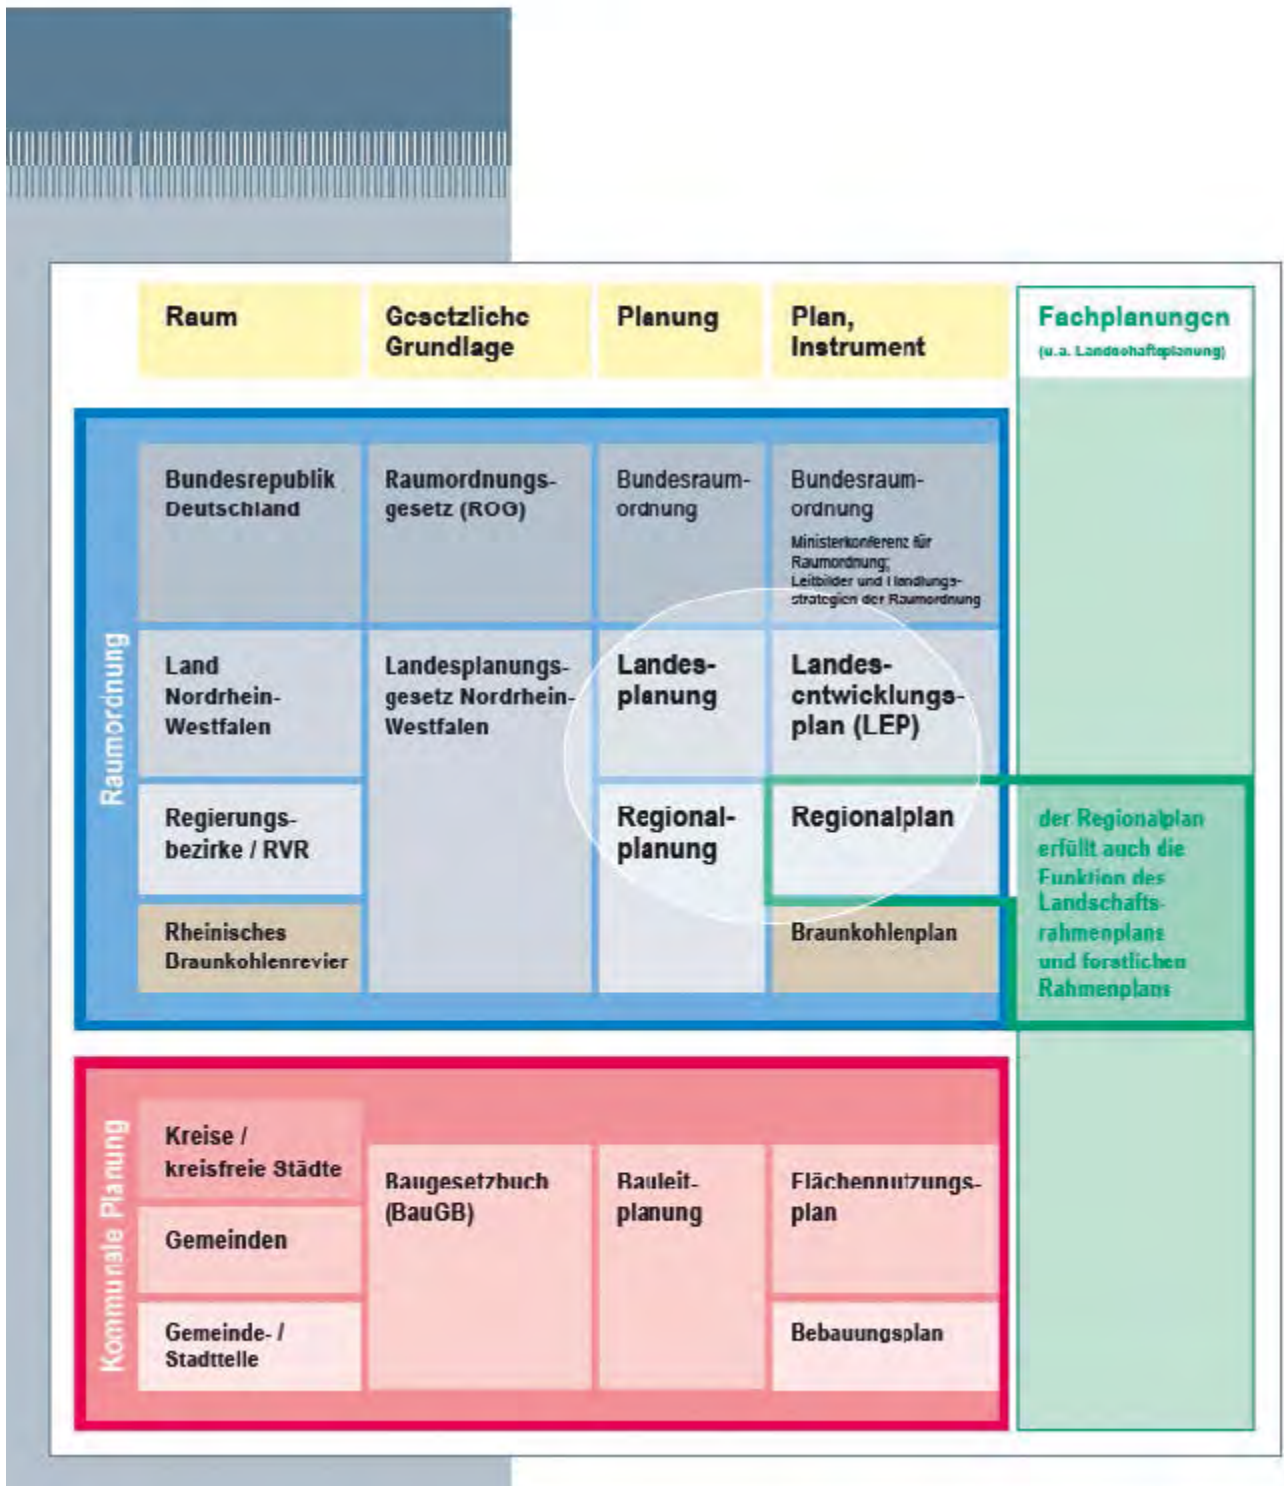 Raum
Gesetzliche
Grundlage
Planung
Plan,
Instrument
Fachplanungen
(u.a. Landschaftsplanung)
Raumordnung
Bundesrepublik
Deutschland
Raumordnungs-
gesetz (ROG)
Bundesraum-
ordnung
Bundesraum-
ordnung
Ministerkonferenz für
Raumordnung;
Leitbilder und Handlungs-
strategien der Raumordnung
Land
Nordrhein-
Westfalen
Landesplanungs-
gesetz Nordrhein-
Westfalen
Landes-
planung
Landes-
entwicklungs-
plan (LEP)
Regierungs-
bezirke / RVR
Regional-
planung
Regionalplan
der Regionalplan
erfüllt auch die
Funktion des
Landschafts-
rahmenplans
und forstlichen
Rahmenplans
Rheinisches
Braunkohlenrevier
Braunkohlenplan
Kommunale Planung
Kreise /
kreisfreie Städte
Gemeinden
Gemeinde- /
Stadtteile
Baugesetzbuch
(BauGB)
Bauleit-
planung
Flächennutzungs-
plan
Bebauungsplan